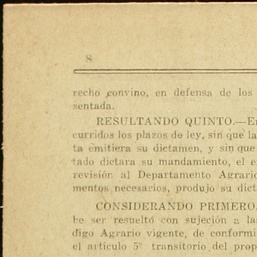 8
recho convino, en defensa de los
sentada.
RESULTANDO QUINTO.—En
curridos los plazos de ley, sin que la
ta emitiera su dictamen, y sin que
tado dictara su mandamiento, el e
revisión al Departamento Agrario
mentos necesarios, produjo su dict
CONSIDERANDO PRIMERO.
be ser resuelto con sujeción a la
digo Agrario vigente, de conformi
el artículo 5º transitorio del prop